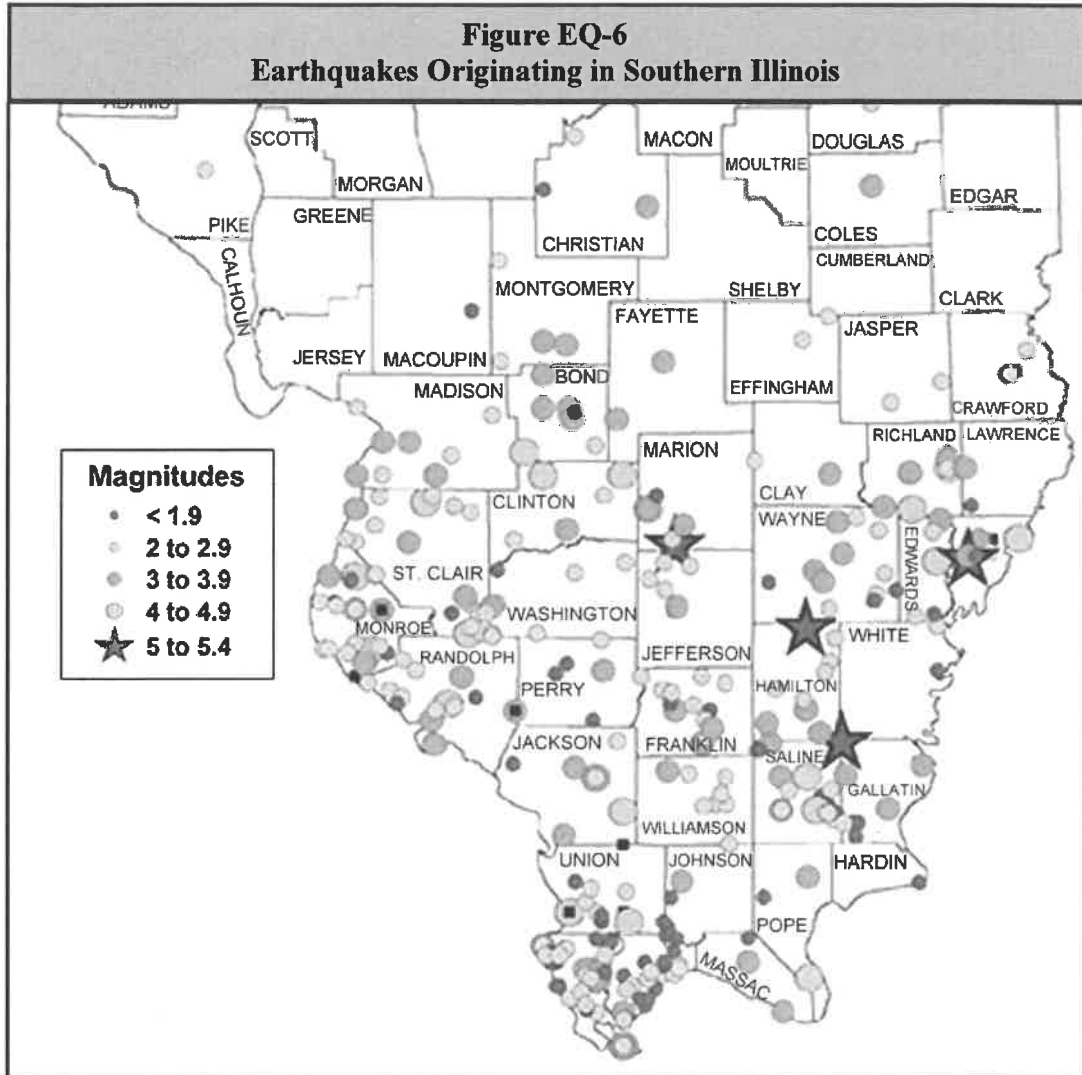 Figure EQ-6
Earthquakes Originating in Southern Illinois
ADAMS
SCOTT
MORGAN
MACON
MOULTRIE
DOUGLAS
EDGAR
PIKE
GREENE
CALHOUN
CHRISTIAN
COLES
CUMBERLAND
MONTGOMERY
SHELBY
CLARK
FAYETTE
JASPER
JERSEY
MACOUPIN
BOND
EFFINGHAM
MADISON
CRAWFORD
RICHLAND
LAWRENCE
MARION
CLINTON
CLAY
WAYNE
EDWARDS
ST. CLAIR
WASHINGTON
MONROE
WHITE
RANDOLPH
JEFFERSON
PERRY
HAMILTON
JACKSON
FRANKLIN
SALINE
GALLATIN
WILLIAMSON
UNION
JOHNSON
HARDIN
POPE
MASSAC
Magnitudes
< 1.9
2 to 2.9
3 to 3.9
4 to 4.9
5 to 5.4